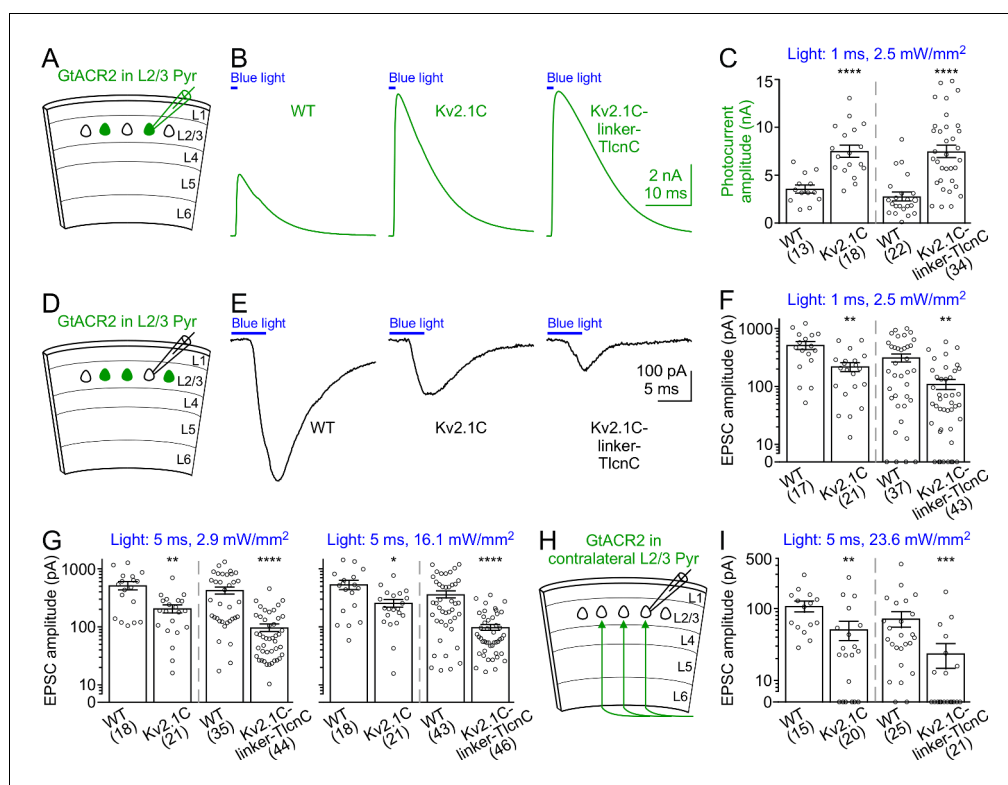 A
GtACR2 in L2/3 Pyr
L1
L2/3
L4
L5
L6
B
Blue light
WT
Blue light
Kv2.1C
Blue light
Kv2.1C-
linker-
TlcnC
2 nA
10 ms
C
Light: 1 ms, 2.5 mW/mm2
Photocurrent
amplitude (nA)
15
10
5
0
****
****
WT
(13)
Kv2.1C
(18)
WT
(22)
Kv2.1C-
linker-TlcnC
(34)
D
GtACR2 in L2/3 Pyr
L1
L2/3
L4
L5
L6
E
Blue light
WT
Blue light
Kv2.1C
Blue light
Kv2.1C-
linker-
TlcnC
100 pA
5 ms
F
Light: 1 ms, 2.5 mW/mm2
EPSC amplitude (pA)
1000
100
10
0
**
**
WT
(17)
Kv2.1C
(21)
WT
(37)
Kv2.1C-
linker-TlcnC
(43)
G
Light: 5 ms, 2.9 mW/mm2
EPSC amplitude (pA)
1000
100
10
0
**
****
WT
(18)
Kv2.1C
(21)
WT
(35)
Kv2.1C-
linker-TlcnC
(44)
Light: 5 ms, 16.1 mW/mm2
*
****
WT
(18)
Kv2.1C
(21)
WT
(43)
Kv2.1C-
linker-TlcnC
(46)
H
GtACR2 in
contralateral L2/3 Pyr
L1
L2/3
L4
L5
L6
I
Light: 5 ms, 23.6 mW/mm2
EPSC amplitude (pA)
500
100
10
0
**
***
WT
(15)
Kv2.1C
(20)
WT
(25)
Kv2.1C-
linker-TlcnC
(21)